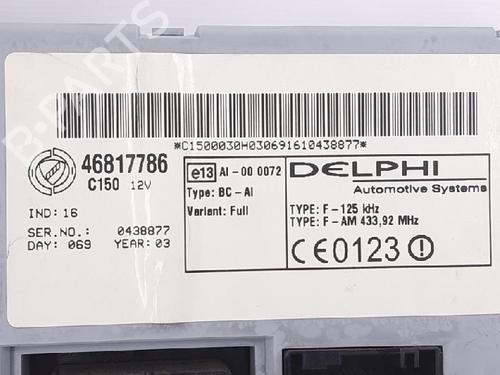 *C1500030H030691610438877*
46817786
C150 12V
IND: 16
SER.NO.: 0438877
DAY: 069 YEAR: 03
e13 AI-00 0072
Type: BC-AI
Variant: Full
DELPHI
Automotive Systems
TYPE: F - 125 kHz
TYPE: F - AM 433,92 MHz
CE0123
B-PARTS